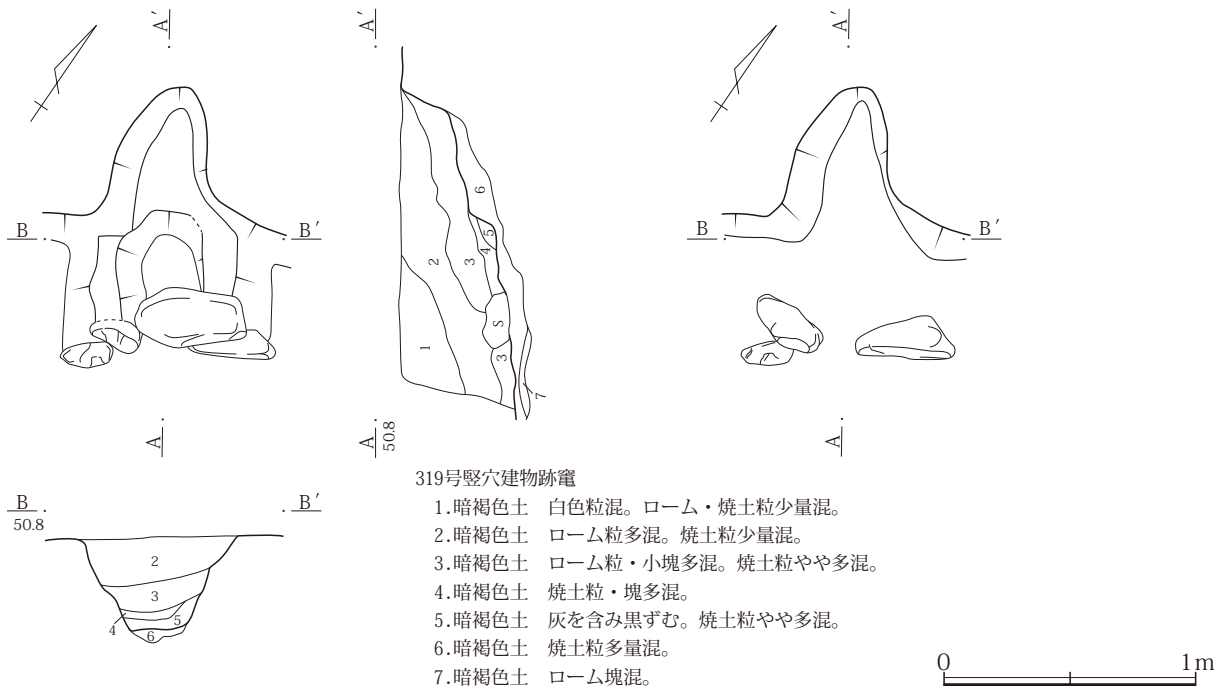 A′
A′
A′
B
B′
B
B′
6
5
4
2
3
S
1
3
7
A
A
50.8
A
B
50.8
B′
2
3
4
5
6
319号竪穴建物跡竃
1.暗褐色土　白色粒混。ローム・焼土粒少量混。
2.暗褐色土　ローム粒多混。焼土粒少量混。
3.暗褐色土　ローム粒・小塊多混。焼土粒やや多混。
4.暗褐色土　焼土粒・塊多混。
5.暗褐色土　灰を含み黒ずむ。焼土粒やや多混。
6.暗褐色土　焼土粒多量混。
7.暗褐色土　ローム塊混。
0　1m